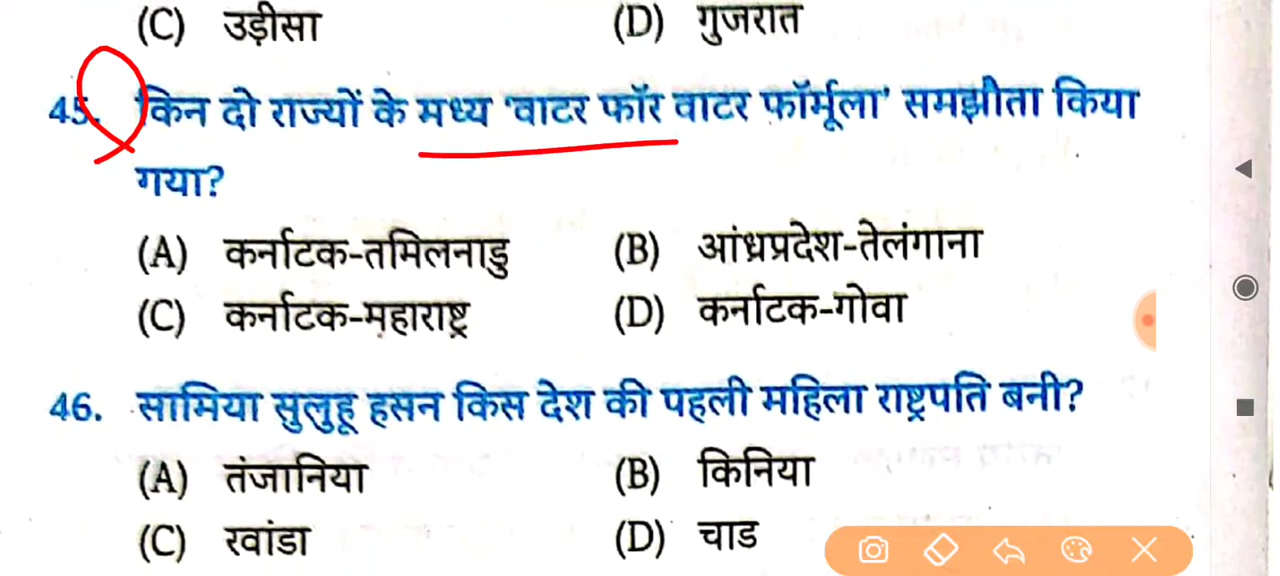 (C) उड़ीसा (D) गुजरात
45. किन दो राज्यों के मध्य 'वाटर फॉर वाटर फॉर्मूला' समझौता किया
गया?
(A) कर्नाटक-तमिलनाडु (B) आंध्रप्रदेश-तेलंगाना
(C) कर्नाटक-महाराष्ट्र (D) कर्नाटक-गोवा
46. सामिया सुलुहू हसन किस देश की पहली महिला राष्ट्रपति बनी?
(A) तंजानिया (B) किनिया
(C) रवांडा (D) चाड